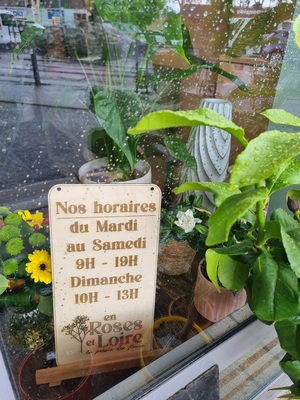 Nos horaires
du Mardi
au Samedi
9H - 19H
Dimanche
10H - 13H
en
Roses
et Loire